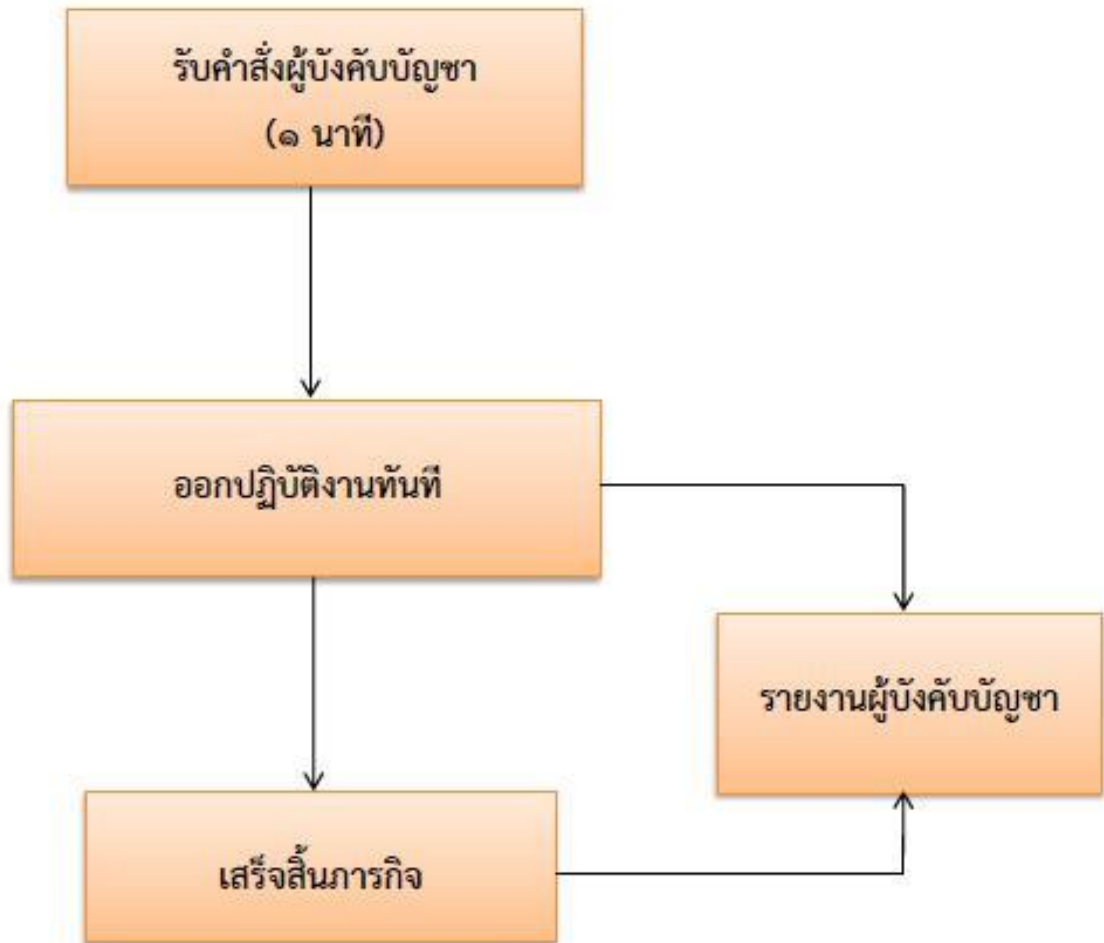 รับคำสั่งผู้บังคับบัญชา
(๑ นาที)
ออกปฏิบัติงานทันที
รายงานผู้บังคับบัญชา
เสร็จสิ้นภารกิจ